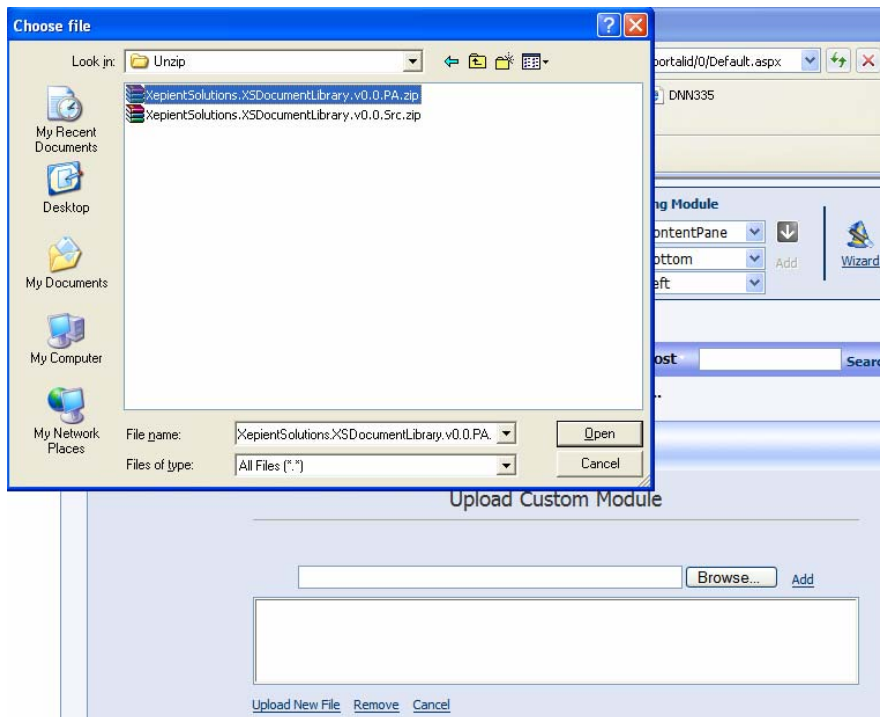 Choose file
Look in: Unzip
XepientSolutions.XSDocumentLibrary.v0.0.PA.zip
XepientSolutions.XSDocumentLibrary.v0.0.Src.zip
My Recent
Documents
Desktop
My Documents
My Computer
My Network
Places
File name: XepientSolutions.XSDocumentLibrary.v0.0.PA.
Open
Files of type: All Files (*.*)
Cancel
portalid/0/Default.aspx
DNN335
ng Module
ontentPane
ottom
Add
Wizard
eft
ost
Searc
..
Upload Custom Module
Browse...
Add
Upload New File Remove Cancel